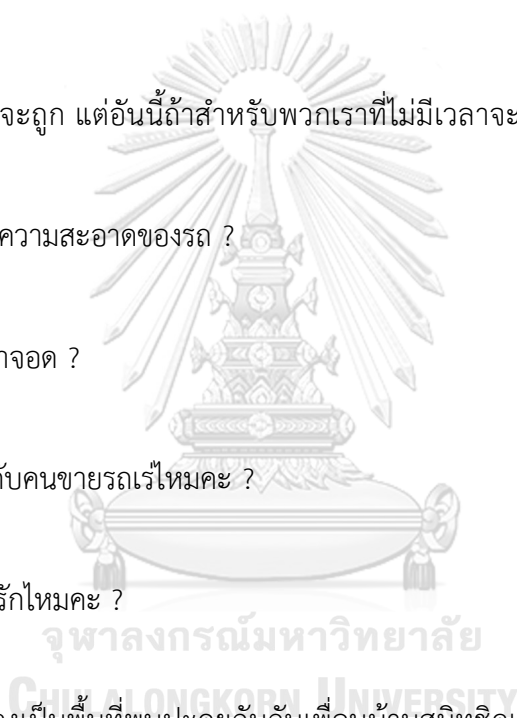 จะถูก แต่อันนี้ถ้าสำหรับพวกเราที่ไม่มีเวลาจะ
ความสะอาดของรถ ?
จอด ?
กับคนขายรถเร่ไหมคะ ?
รักไหมคะ ?
จุฬาลงกรณ์มหาวิทยาลัย
CHULALONGKORN UNIVERSITY